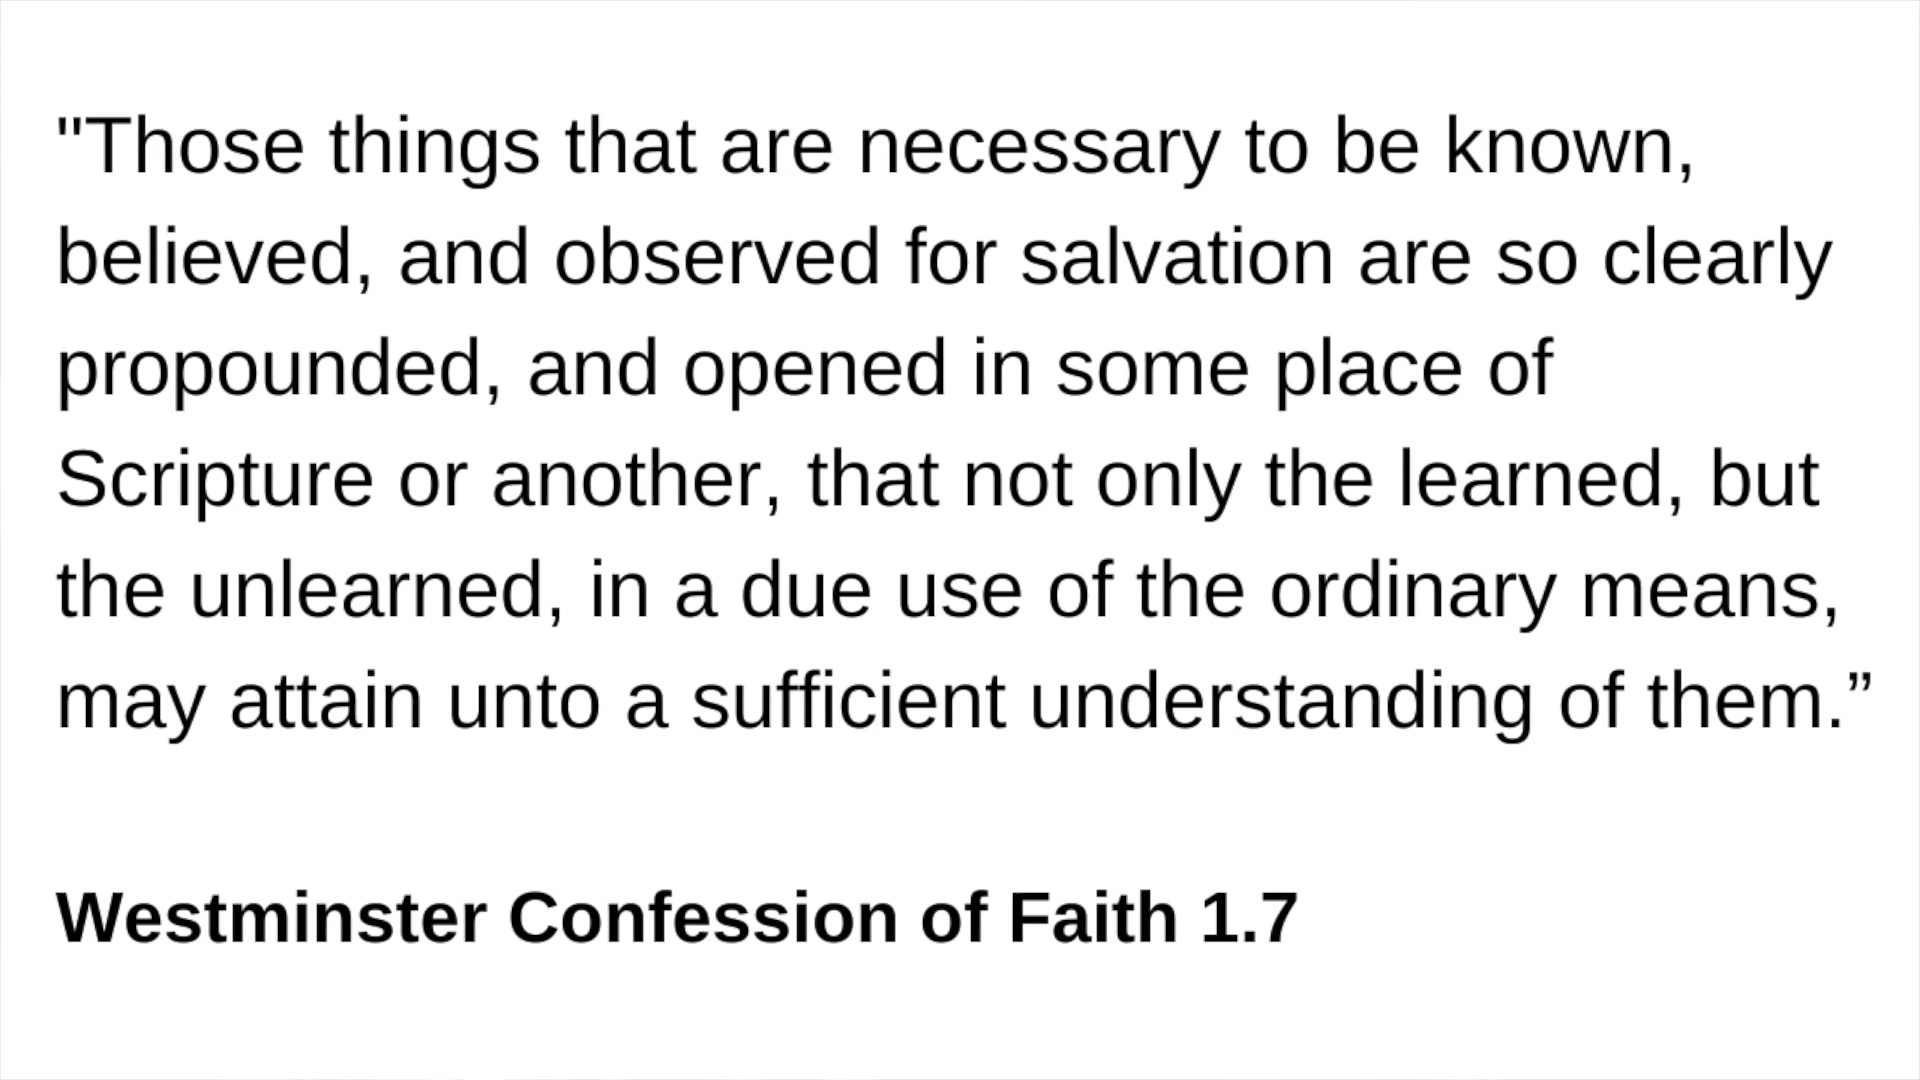 "Those things that are necessary to be known,
believed, and observed for salvation are so clearly
propounded, and opened in some place of
Scripture or another, that not only the learned, but
the unlearned, in a due use of the ordinary means,
may attain unto a sufficient understanding of them.”
Westminster Confession of Faith 1.7